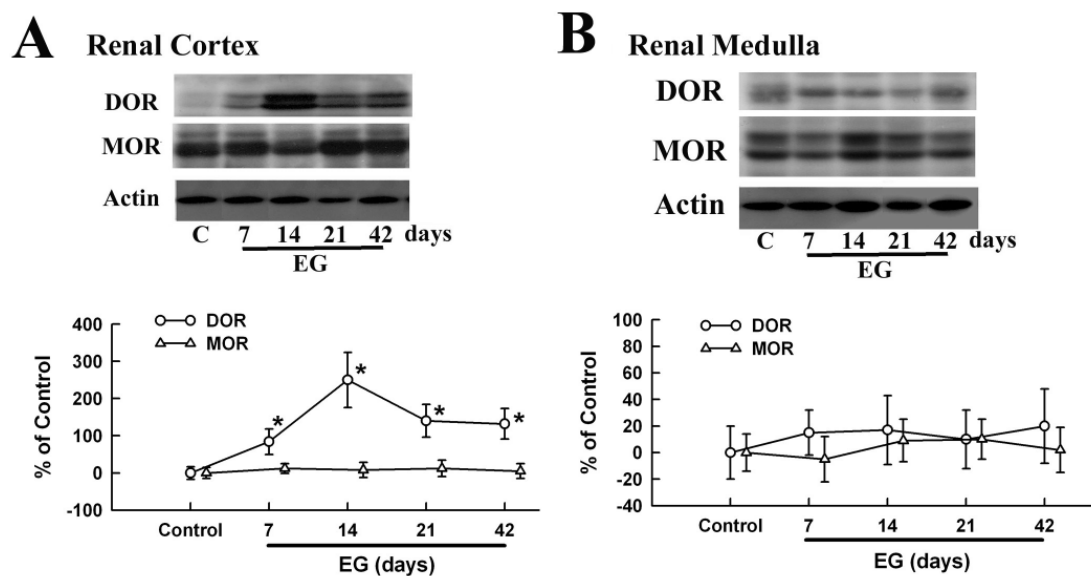 A Renal Cortex
DOR
MOR
Actin
C 7 14 21 42 days
EG
DOR
MOR
% of Control
400
300
200
100
0
-100
*
*
*
*
Control 7 14 21 42
EG (days)
B Renal Medulla
DOR
MOR
Actin
C 7 14 21 42 days
EG
DOR
MOR
% of Control
100
80
60
40
20
0
-20
-40
Control 7 14 21 42
EG (days)